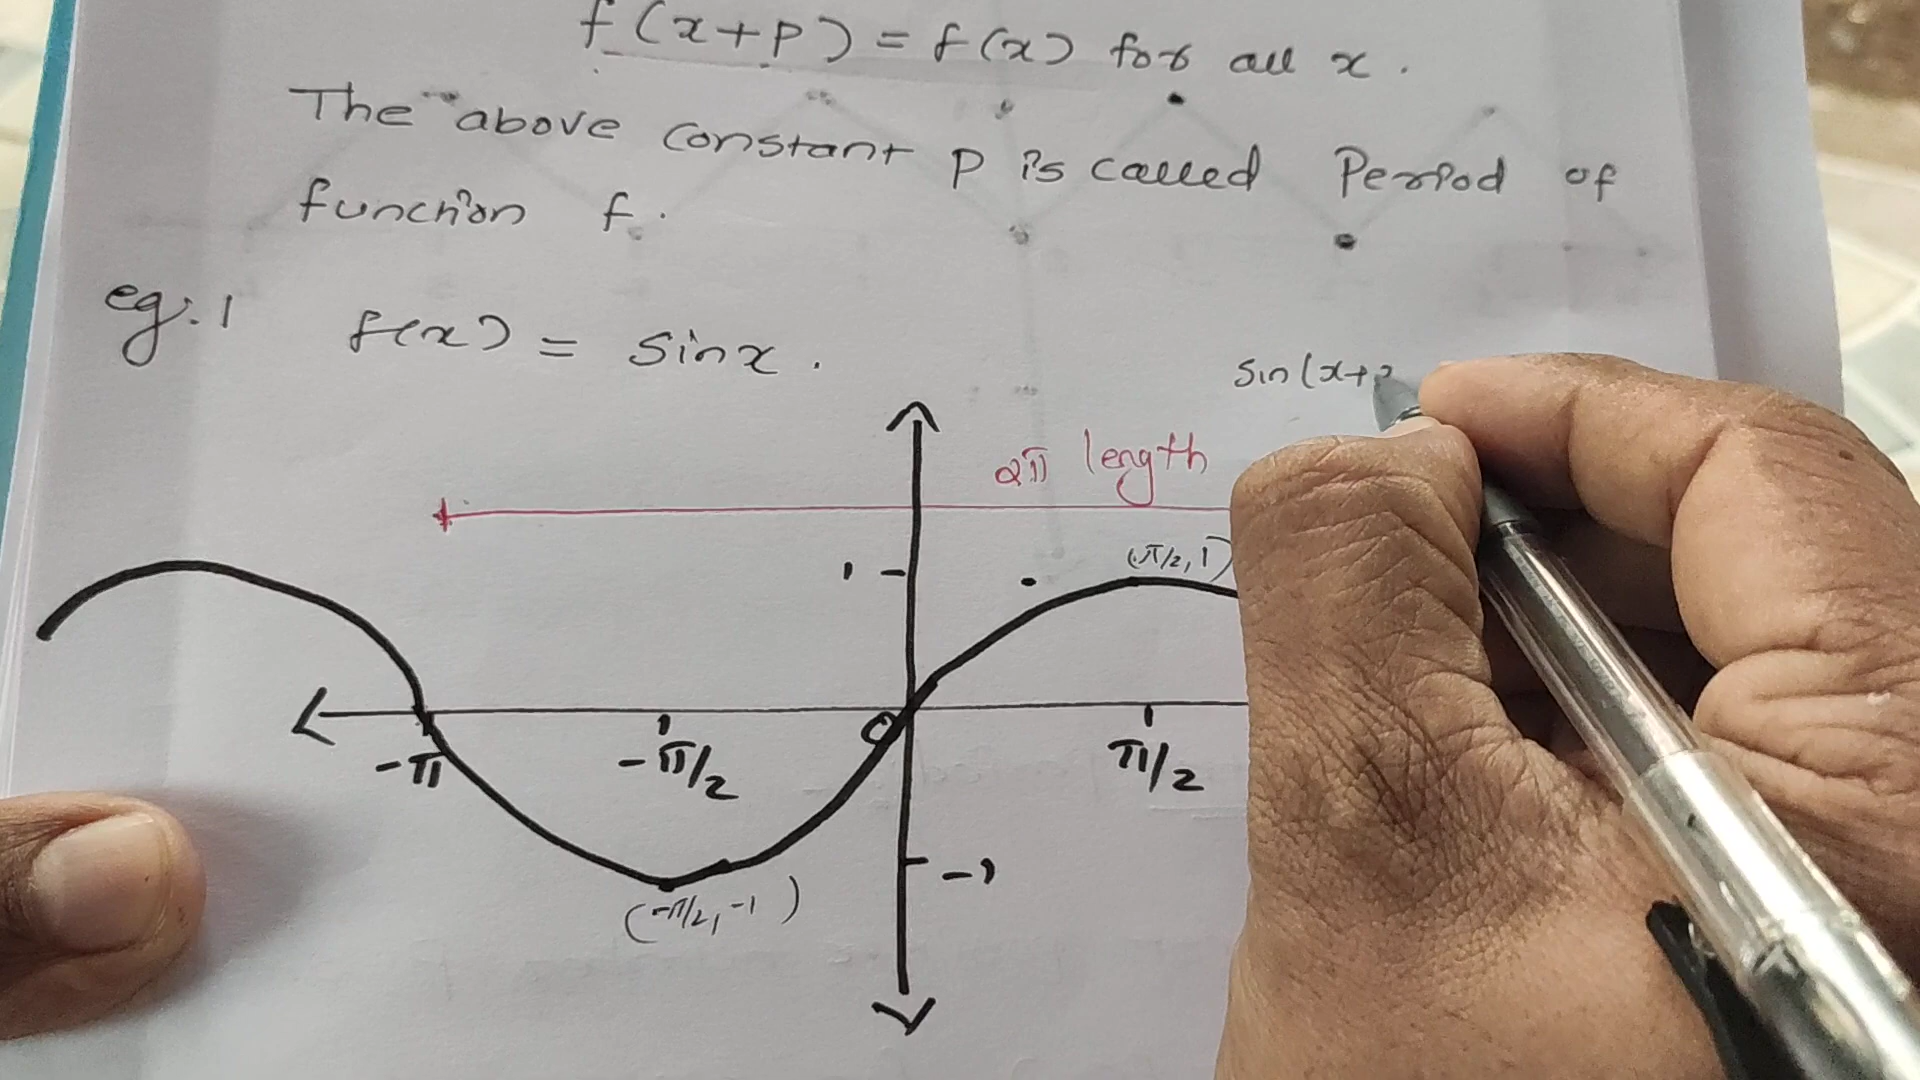 f(x+p) = f(x) for all x.
The above constant p is called Period of
function f.
eg:1 f(x) = sinx.
sin(x+
2π length
(π/2, 1)
1
-π
-π/2
0
π/2
-1
(-π/2, -1)